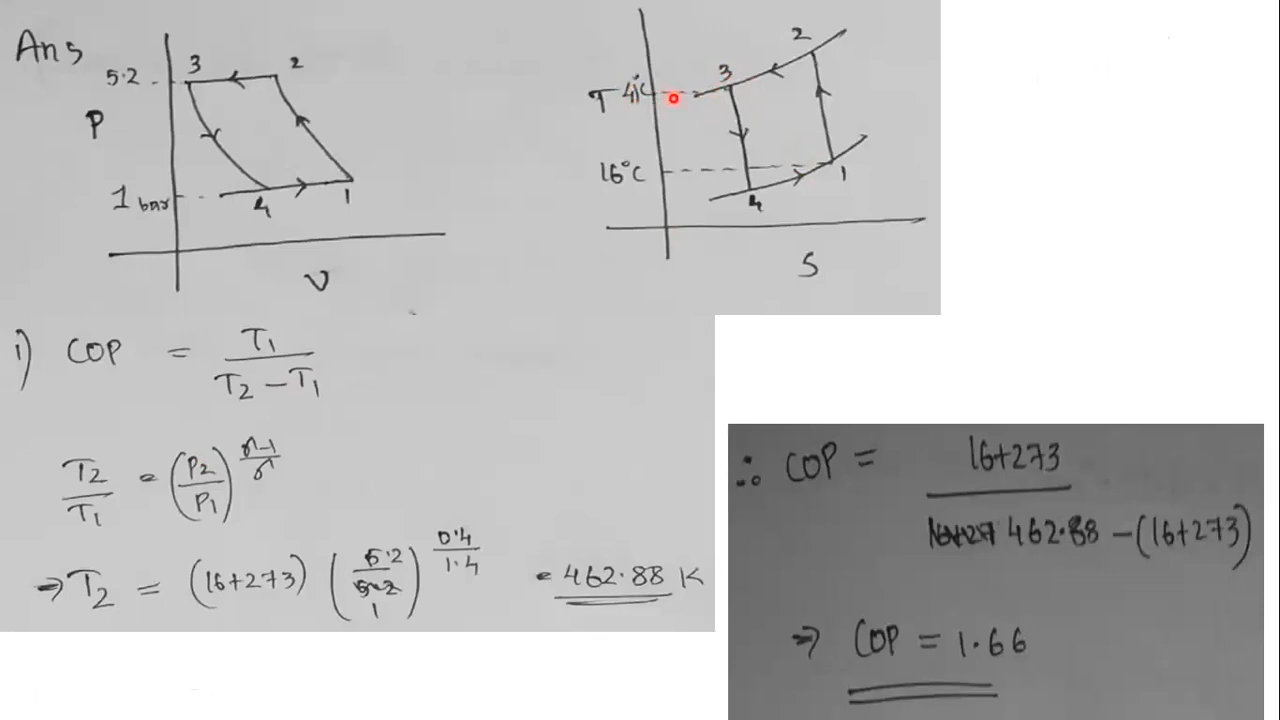 Ans
5.2
3
2
P
1 bar
4
1
V
T
41°C
16°C
3
2
4
1
S
i) COP = T₁ / (T₂ − T₁)
T₂/T₁ = (P₂/P₁)^((γ−1)/γ)
⇒ T₂ = (16+273) (5.2/1)^(0.4/1.4) = 462.88 K
∴ COP = (16+273) / (462.88 − (16+273))
⇒ COP = 1.66